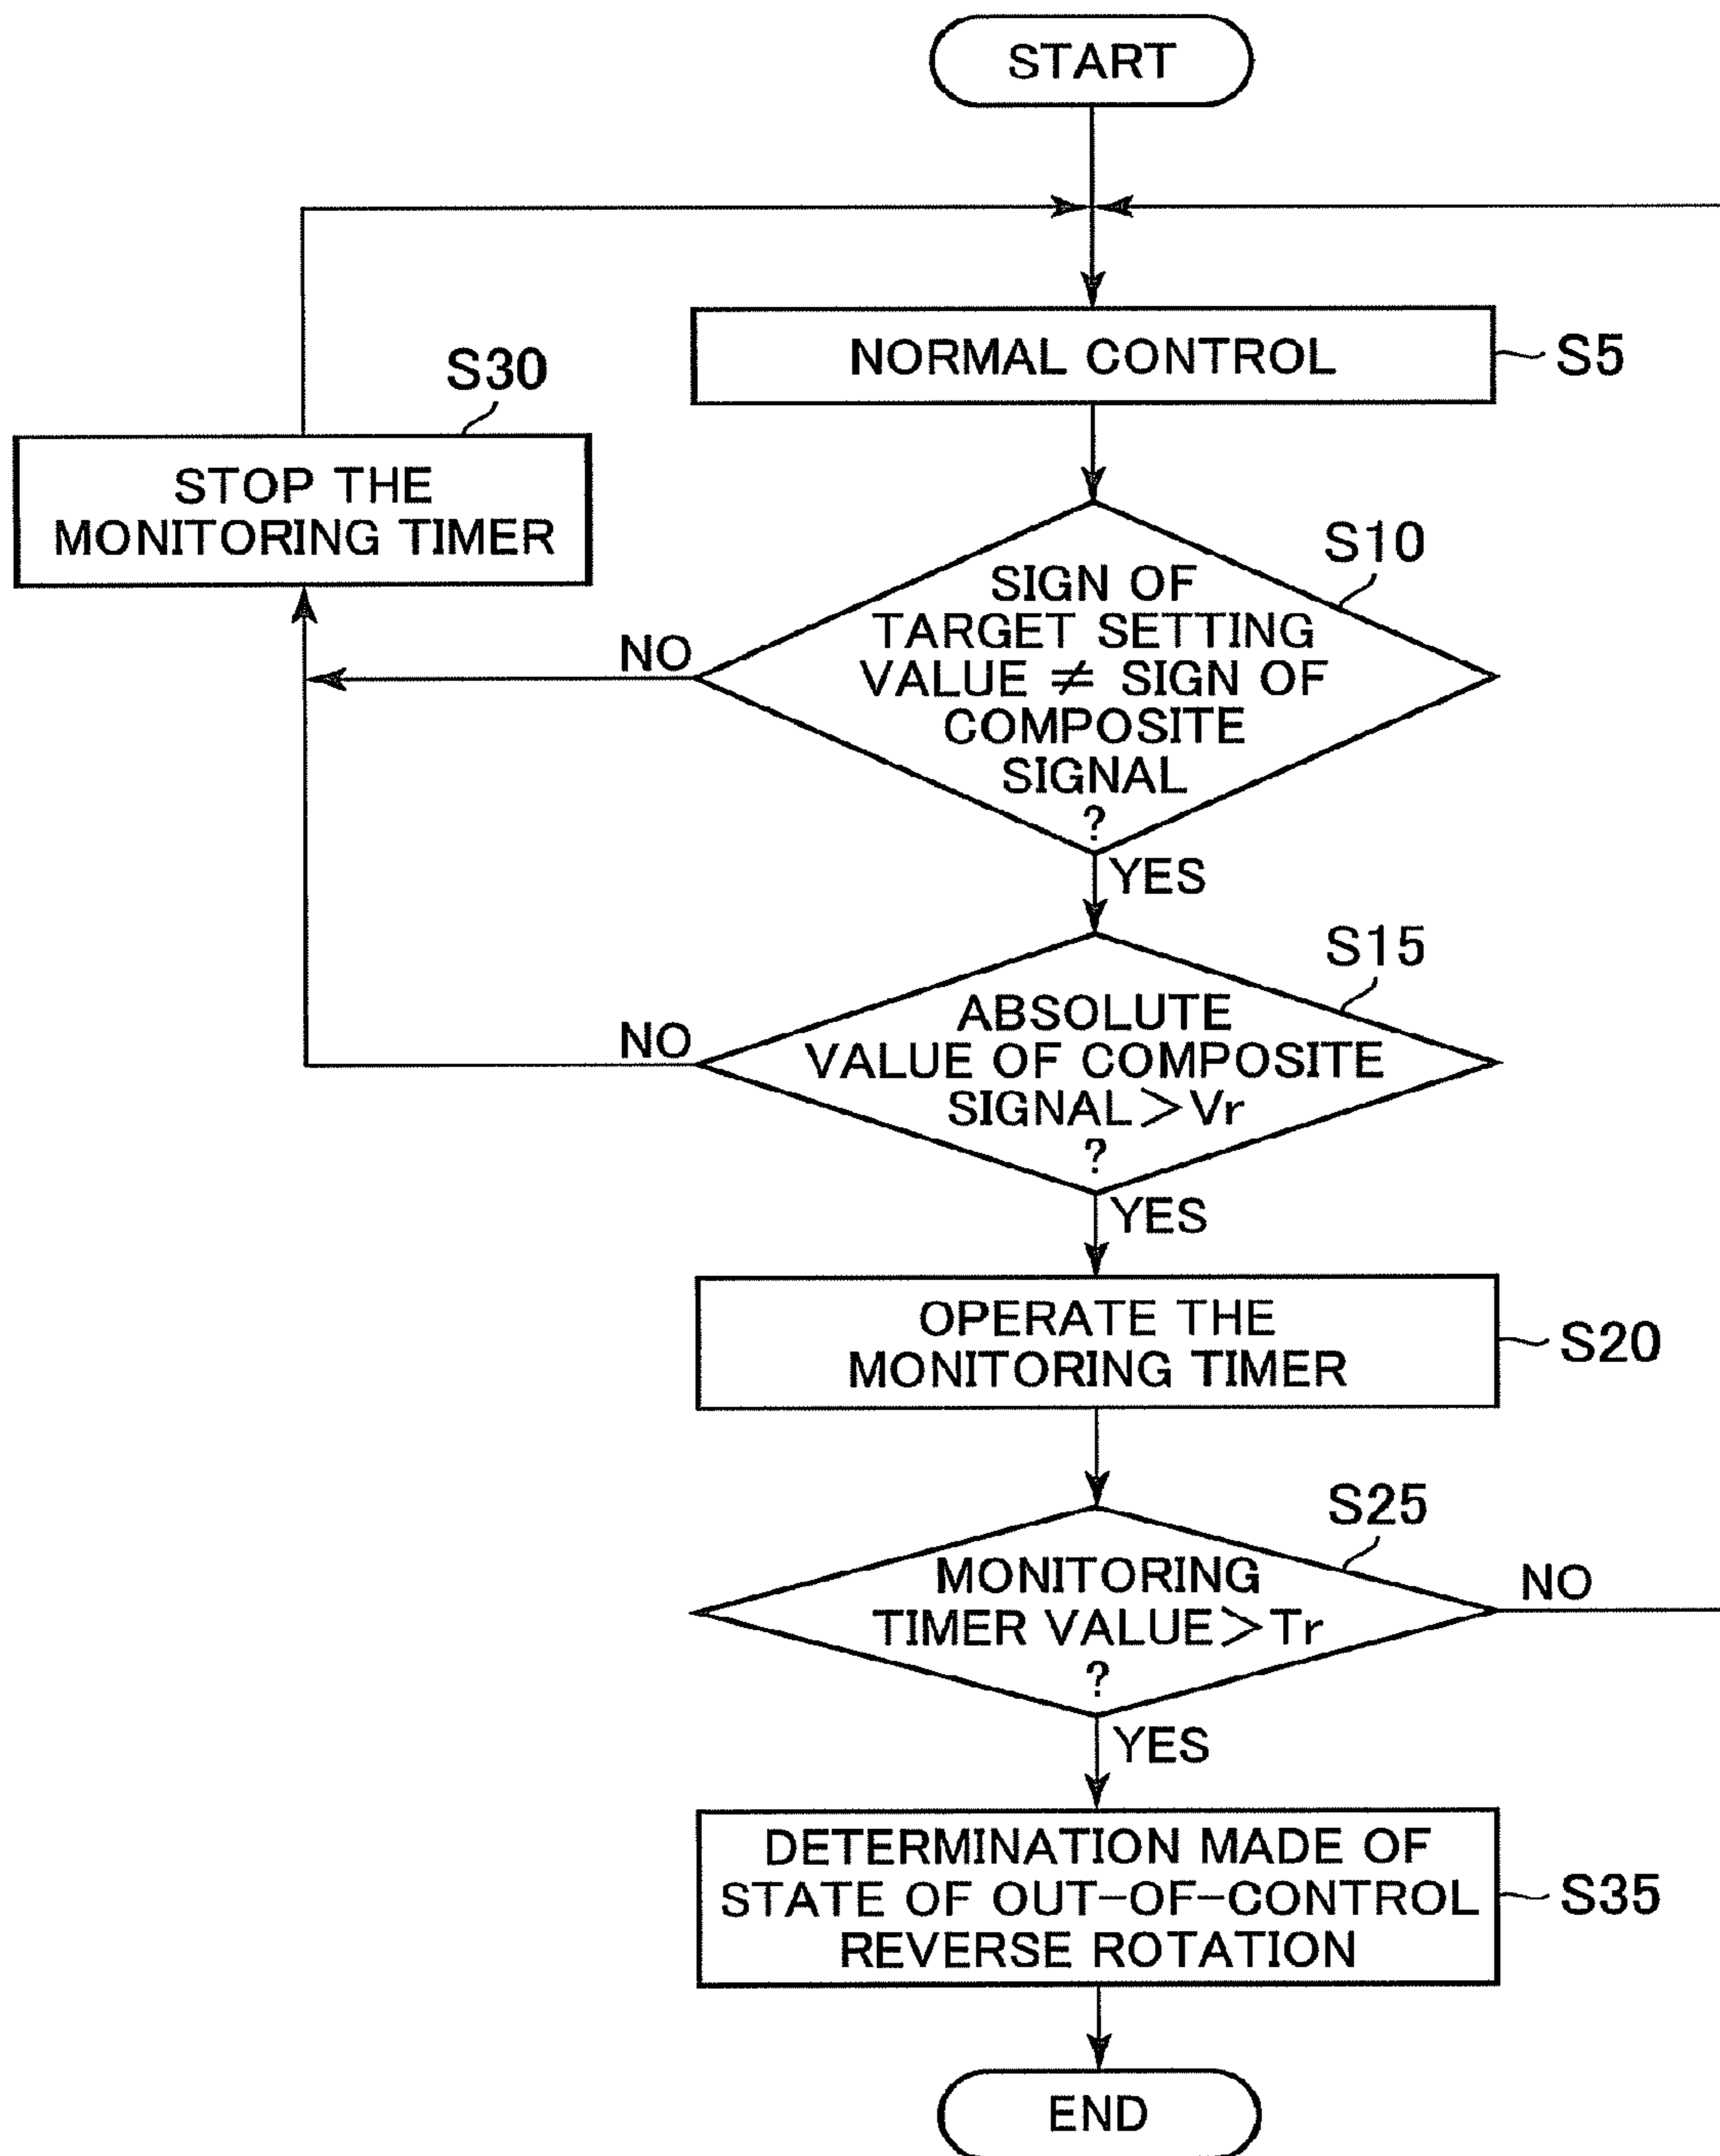 START
NORMAL CONTROL
S5
S30
STOP THE
MONITORING TIMER
S10
SIGN OF
TARGET SETTING
VALUE ≠ SIGN OF
COMPOSITE
SIGNAL
?
NO
YES
S15
ABSOLUTE
VALUE OF COMPOSITE
SIGNAL>Vr
?
NO
YES
OPERATE THE
MONITORING TIMER
S20
S25
MONITORING
TIMER VALUE>Tr
?
NO
YES
DETERMINATION MADE OF
STATE OF OUT-OF-CONTROL
REVERSE ROTATION
S35
END